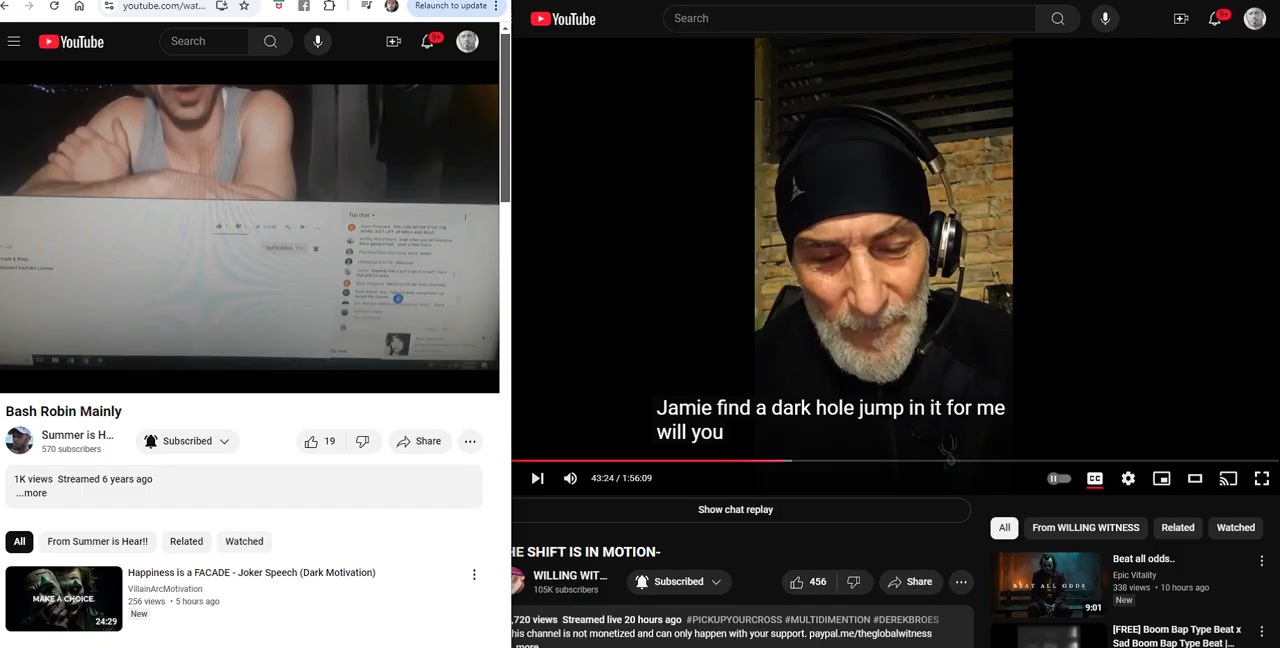 youtube.com/wat...
Relaunch to update
YouTube
Search
9+
Top chat
Bash Robin Mainly
Summer is H...
570 subscribers
Subscribed
19
Share
1K views Streamed 6 years ago
...more
All
From Summer is Hear!!
Related
Watched
MAKE A CHOICE.
24:29
Happiness is a FACADE - Joker Speech (Dark Motivation)
VillainArcMotivation
256 views • 5 hours ago
New
YouTube
Search
9+
Jamie find a dark hole jump in it for me
will you
43:24 / 1:56:09
CC
Show chat replay
HE SHIFT IS IN MOTION-
WILLING WIT...
105K subscribers
Subscribed
456
Share
,720 views Streamed live 20 hours ago #PICKUPYOURCROSS #MULTIDIMENTION #DEREKBROES
his channel is not monetized and can only happen with your support. paypal.me/theglobalwitness
more
All
From WILLING WITNESS
Related
Watched
BEAT ALL ODDS
9:01
Beat all odds..
Epic Vitality
338 views • 10 hours ago
New
[FREE] Boom Bap Type Beat x
Sad Boom Bap Type Beat |...